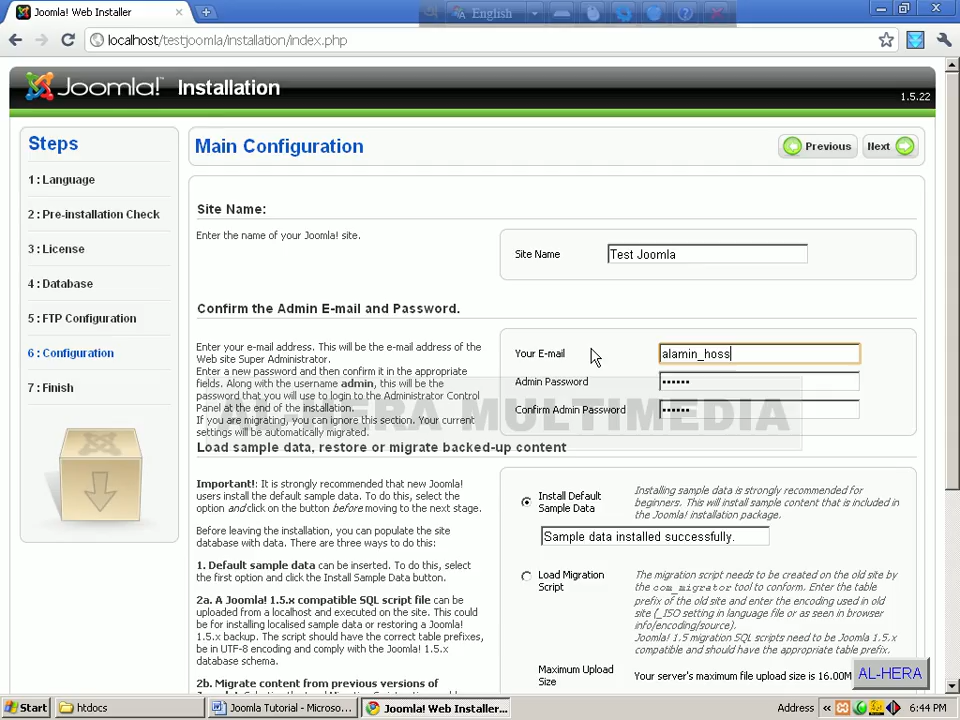 Joomla! Web Installer
English
localhost/testjoomla/installation/index.php
Joomla! Installation
1.5.22
Steps
1 : Language
2 : Pre-installation Check
3 : License
4 : Database
5 : FTP Configuration
6 : Configuration
7 : Finish
Main Configuration
Previous
Next
Site Name:
Enter the name of your Joomla! site.
Site Name
Test Joomla
Confirm the Admin E-mail and Password.
Enter your e-mail address. This will be the e-mail address of the
Web site Super Administrator.
Enter a new password and then confirm it in the appropriate
fields. Along with the username admin, this will be the
password that you will use to login to the Administrator Control
Panel at the end of the installation.
If you are migrating, you can ignore this section. Your current
settings will be automatically migrated.
Your E-mail
alamin_hoss
Admin Password
••••••
Confirm Admin Password
••••••
AL-HERA MULTIMEDIA
Load sample data, restore or migrate backed-up content
Important!: It is strongly recommended that new Joomla!
users install the default sample data. To do this, select the
option and click on the button before moving to the next stage.
Before leaving the installation, you can populate the site
database with data. There are three ways to do this:
1. Default sample data can be inserted. To do this, select
the first option and click the Install Sample Data button.
2a. A Joomla! 1.5.x compatible SQL script file can be
uploaded from a localhost and executed on the site. This could
be for installing localised sample data or restoring a Joomla!
1.5.x backup. The script should have the correct table prefixes,
be in UTF-8 encoding and comply with the Joomla! 1.5.x
database schema.
2b. Migrate content from previous versions of
Install Default
Sample Data
Installing sample data is strongly recommended for
beginners. This will install sample content that is included in
the Joomla! installation package.
Sample data installed successfully.
Load Migration
Script
The migration script needs to be created on the old site by
the com_migrator tool to conform. Enter the table
prefix of the old site and enter the encoding used in old
site (_ISO setting in language file or as seen in browser
info/encoding/source).
Joomla! 1.5 migration SQL scripts need to be Joomla 1.5.x
compatible and should have the appropriate table prefix.
Maximum Upload
Size
Your server's maximum file upload size is 16.00M
AL-HERA
Start
htdocs
Joomla Tutorial - Microso...
Joomla! Web Installer...
Address
«
6:44 PM